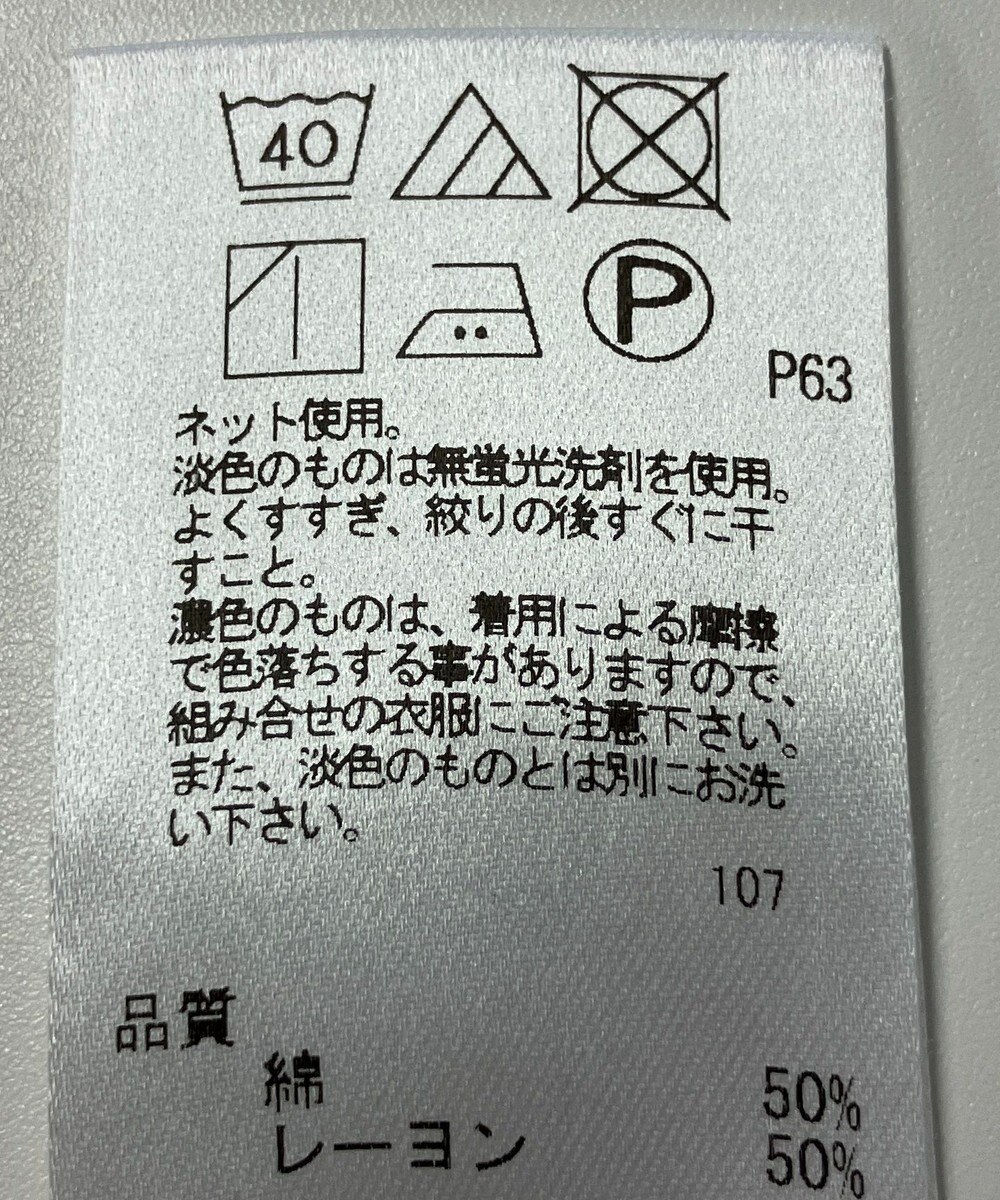 40
P
P63
ネット使用。
淡色のものは無蛍光洗剤を使用。
よくすすぎ、絞りの後すぐに干
すこと。
濃色のものは、着用による摩擦
で色落ちする事がありますので、
組み合せの衣服にご注意下さい。
また、淡色のものとは別にお洗
い下さい。
107
品質
綿 50%
レーヨン 50%